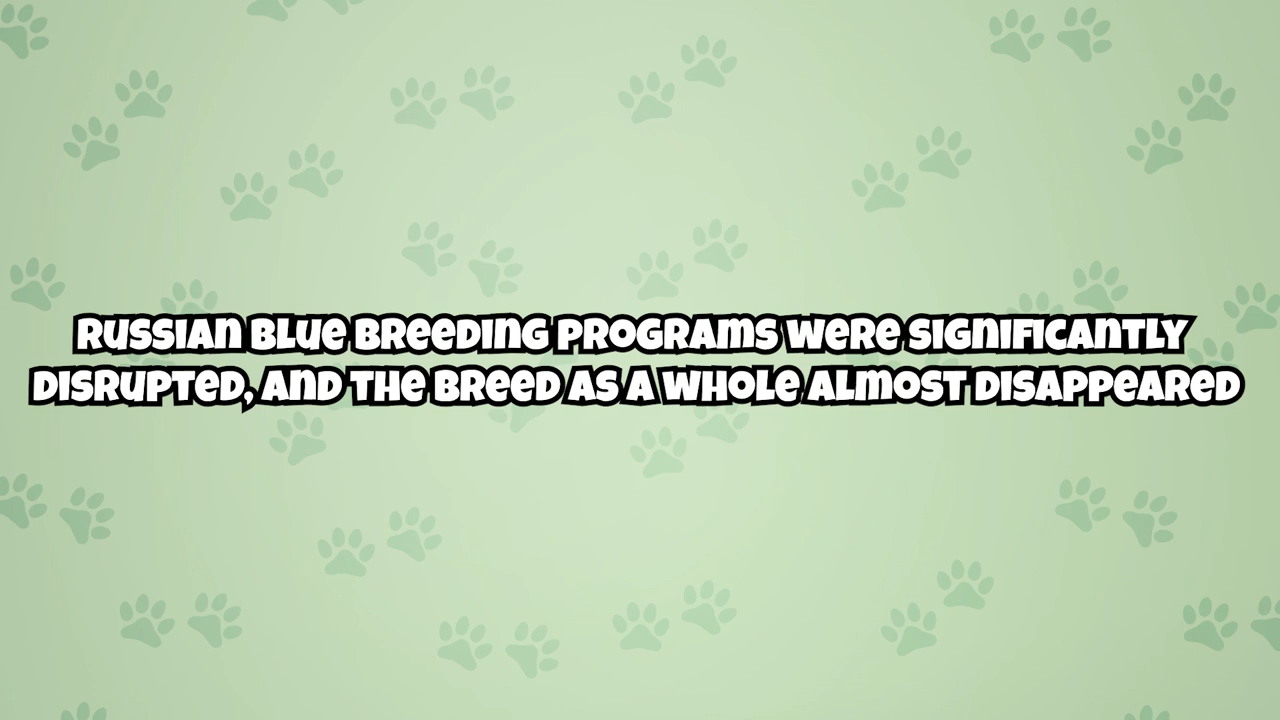 Russian Blue breeding programs were significantly
disrupted, and the breed as a whole almost disappeared